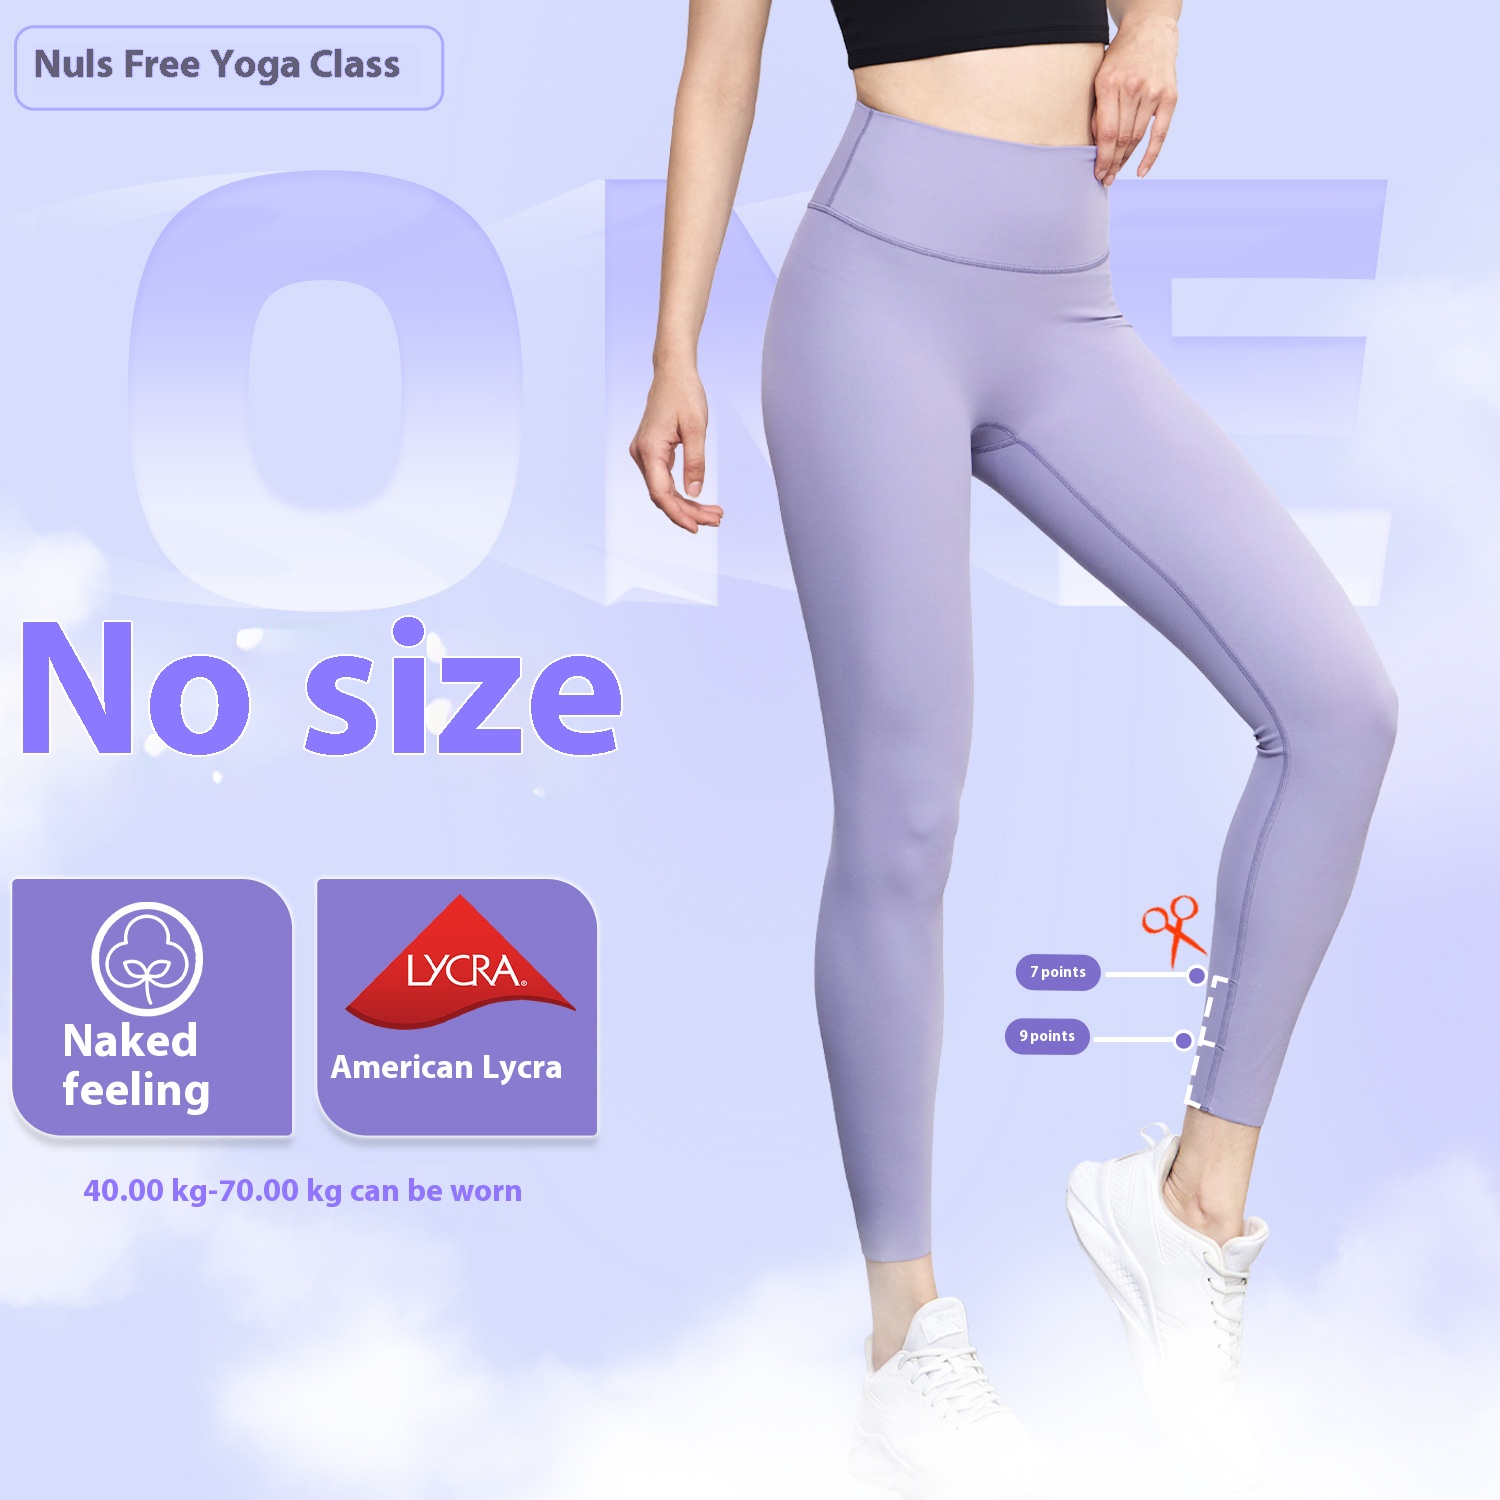 Nuls Free Yoga Class
ONE
No size
Naked
feeling
LYCRA®
American Lycra
40.00 kg-70.00 kg can be worn
7 points
9 points